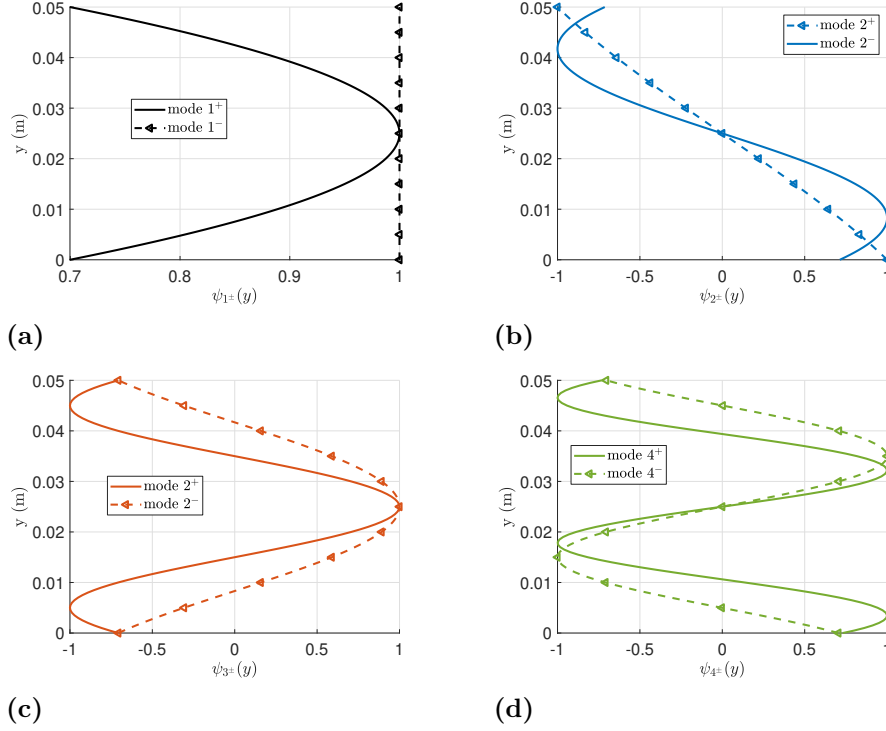 0.05
0.04
0.03
0.02
0.01
0
y (m)
mode 1⁺
mode 1⁻
0.7 0.8 0.9 1
ψ₁±(y)
(a)
0.05
0.04
0.03
0.02
0.01
0
y (m)
mode 2⁺
mode 2⁻
-1 -0.5 0 0.5 1
ψ₂±(y)
(b)
0.05
0.04
0.03
0.02
0.01
0
y (m)
mode 2⁺
mode 2⁻
-1 -0.5 0 0.5 1
ψ₃±(y)
(c)
0.05
0.04
0.03
0.02
0.01
0
y (m)
mode 4⁺
mode 4⁻
-1 -0.5 0 0.5 1
ψ₄±(y)
(d)